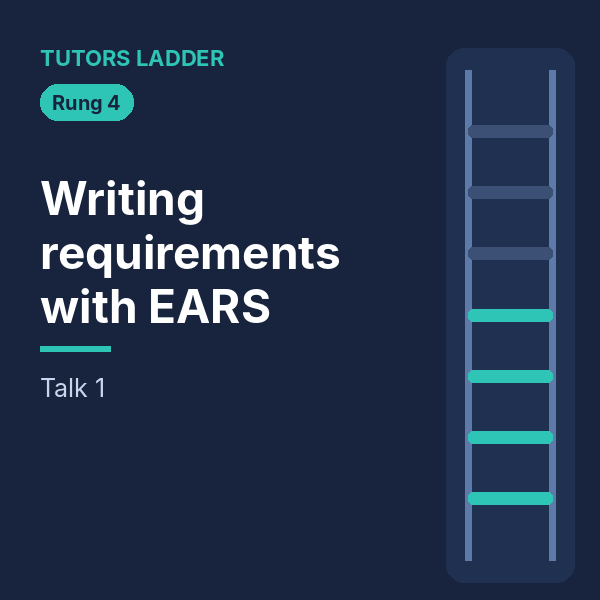 TUTORS LADDER
Rung 4
Writing
requirements
with EARS
Talk 1